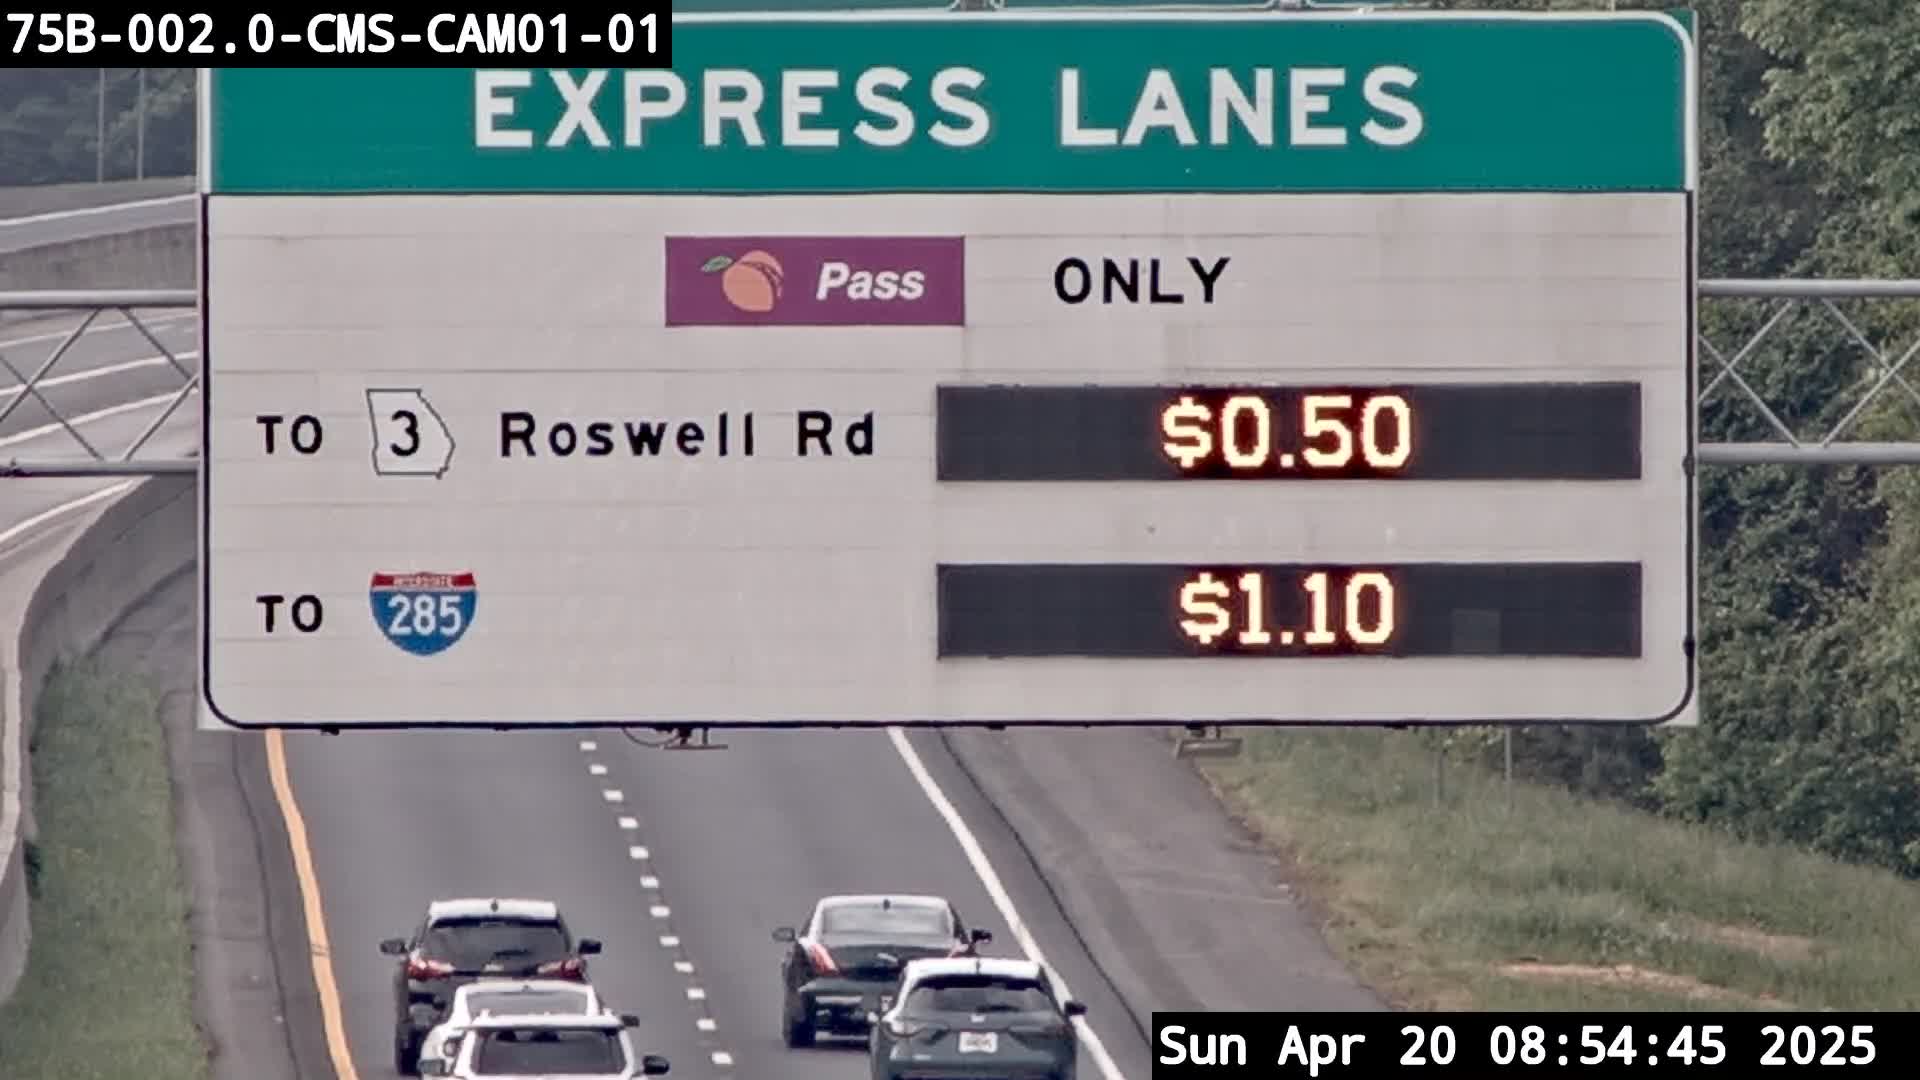 75B-002.0-CMS-CAM01-01
EXPRESS LANES
Pass ONLY
TO 3 Roswell Rd $0.50
TO INTERSTATE 285 $1.10
Sun Apr 20 08:54:45 2025